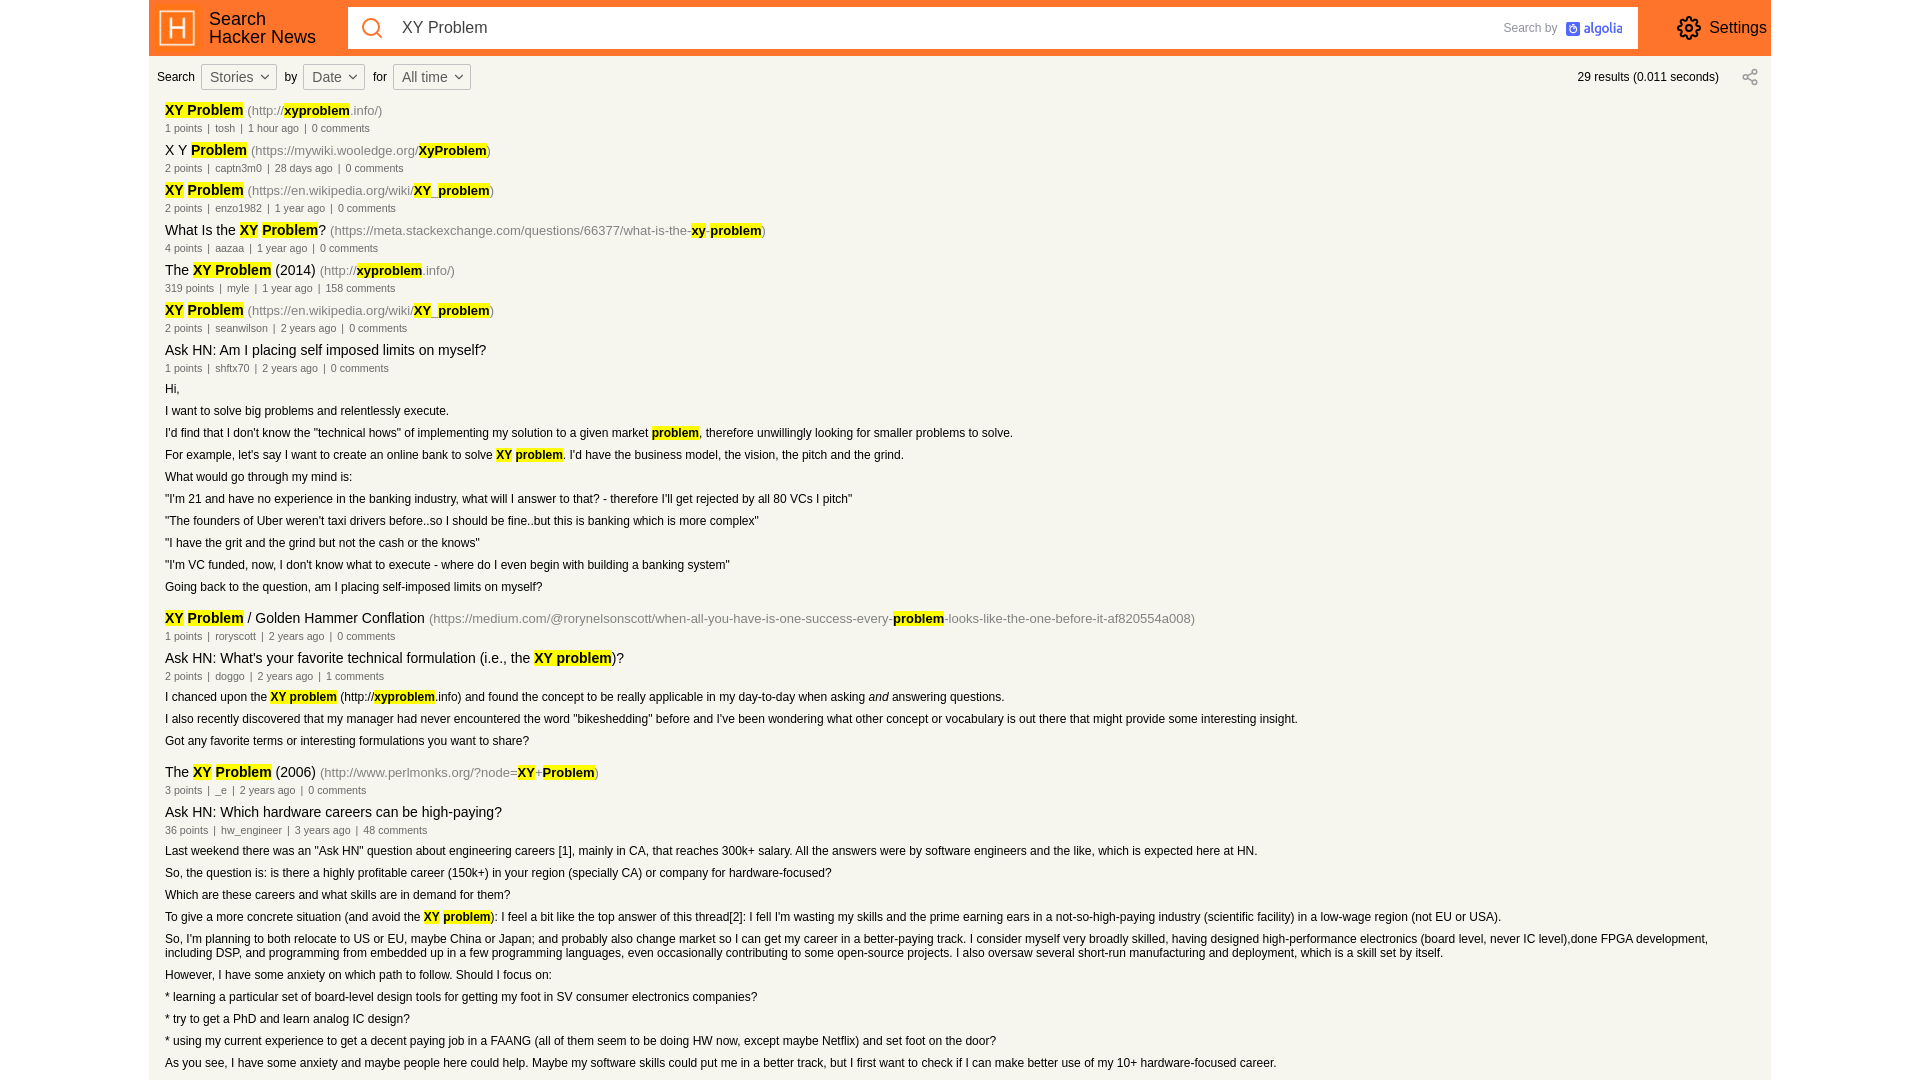 Search
Hacker News
XY Problem
Search by algolia
Settings
Search Stories by Date for All time
29 results (0.011 seconds)
XY Problem (http://xyproblem.info/)
1 points | tosh | 1 hour ago | 0 comments
X Y Problem (https://mywiki.wooledge.org/XyProblem)
2 points | captn3m0 | 28 days ago | 0 comments
XY Problem (https://en.wikipedia.org/wiki/XY_problem)
2 points | enzo1982 | 1 year ago | 0 comments
What Is the XY Problem? (https://meta.stackexchange.com/questions/66377/what-is-the-xy-problem)
4 points | aazaa | 1 year ago | 0 comments
The XY Problem (2014) (http://xyproblem.info/)
319 points | myle | 1 year ago | 158 comments
XY Problem (https://en.wikipedia.org/wiki/XY_problem)
2 points | seanwilson | 2 years ago | 0 comments
Ask HN: Am I placing self imposed limits on myself?
1 points | shftx70 | 2 years ago | 0 comments
Hi,
I want to solve big problems and relentlessly execute.
I'd find that I don't know the "technical hows" of implementing my solution to a given market problem, therefore unwillingly looking for smaller problems to solve.
For example, let's say I want to create an online bank to solve XY problem. I'd have the business model, the vision, the pitch and the grind.
What would go through my mind is:
"I'm 21 and have no experience in the banking industry, what will I answer to that? - therefore I'll get rejected by all 80 VCs I pitch"
"The founders of Uber weren't taxi drivers before..so I should be fine..but this is banking which is more complex"
"I have the grit and the grind but not the cash or the knows"
"I'm VC funded, now, I don't know what to execute - where do I even begin with building a banking system"
Going back to the question, am I placing self-imposed limits on myself?
XY Problem / Golden Hammer Conflation (https://medium.com/@rorynelsonscott/when-all-you-have-is-one-success-every-problem-looks-like-the-one-before-it-af820554a008)
1 points | roryscott | 2 years ago | 0 comments
Ask HN: What's your favorite technical formulation (i.e., the XY problem)?
2 points | doggo | 2 years ago | 1 comments
I chanced upon the XY problem (http://xyproblem.info) and found the concept to be really applicable in my day-to-day when asking and answering questions.
I also recently discovered that my manager had never encountered the word "bikeshedding" before and I've been wondering what other concept or vocabulary is out there that might provide some interesting insight.
Got any favorite terms or interesting formulations you want to share?
The XY Problem (2006) (http://www.perlmonks.org/?node=XY+Problem)
3 points | _e | 2 years ago | 0 comments
Ask HN: Which hardware careers can be high-paying?
36 points | hw_engineer | 3 years ago | 48 comments
Last weekend there was an "Ask HN" question about engineering careers [1], mainly in CA, that reaches 300k+ salary. All the answers were by software engineers and the like, which is expected here at HN.
So, the question is: is there a highly profitable career (150k+) in your region (specially CA) or company for hardware-focused?
Which are these careers and what skills are in demand for them?
To give a more concrete situation (and avoid the XY problem): I feel a bit like the top answer of this thread[2]: I fell I'm wasting my skills and the prime earning ears in a not-so-high-paying industry (scientific facility) in a low-wage region (not EU or USA).
So, I'm planning to both relocate to US or EU, maybe China or Japan; and probably also change market so I can get my career in a better-paying track. I consider myself very broadly skilled, having designed high-performance electronics (board level, never IC level),done FPGA development,
including DSP, and programming from embedded up in a few programming languages, even occasionally contributing to some open-source projects. I also oversaw several short-run manufacturing and deployment, which is a skill set by itself.
However, I have some anxiety on which path to follow. Should I focus on:
* learning a particular set of board-level design tools for getting my foot in SV consumer electronics companies?
* try to get a PhD and learn analog IC design?
* using my current experience to get a decent paying job in a FAANG (all of them seem to be doing HW now, except maybe Netflix) and set foot on the door?
As you see, I have some anxiety and maybe people here could help. Maybe my software skills could put me in a better track, but I first want to check if I can make better use of my 10+ hardware-focused career.